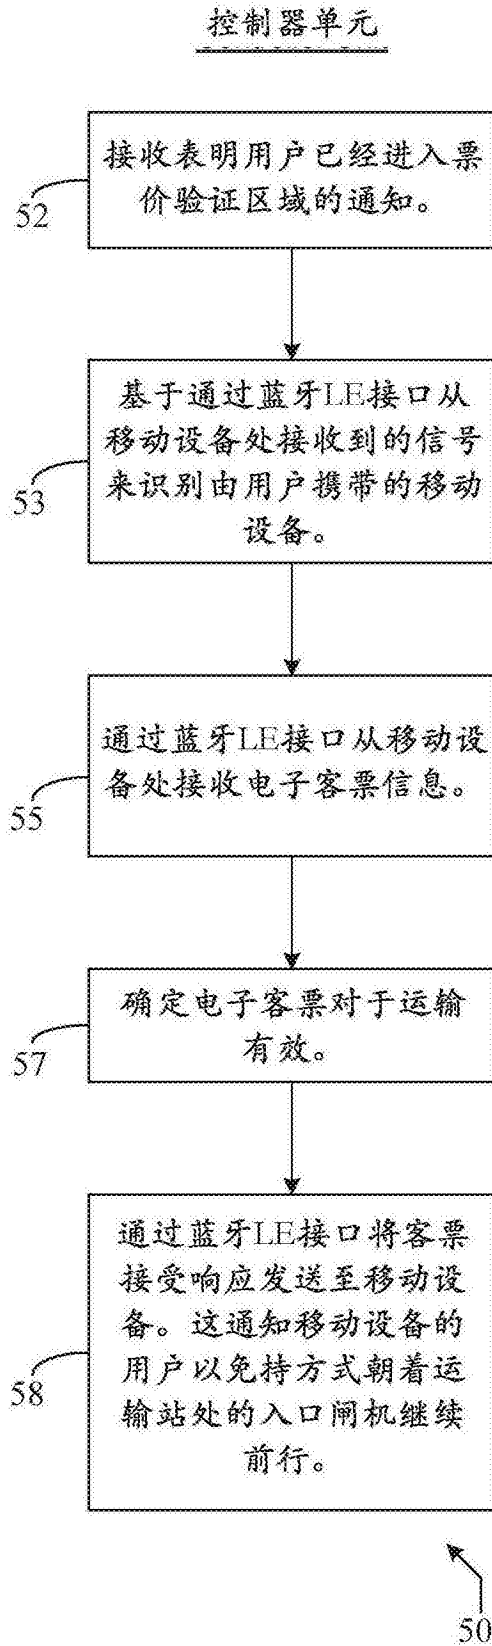 控制器单元
接收表明用户已经进入票
价验证区域的通知。
52
基于通过蓝牙LE接口从
移动设备处接收到的信号
来识别由用户携带的移动
设备。
53
通过蓝牙LE接口从移动设
备处接收电子客票信息。
55
确定电子客票对于运输
有效。
57
通过蓝牙LE接口将客票
接受响应发送至移动设
备。这通知移动设备的
用户以免持方式朝着运
输站处的入口闸机继续
前行。
58
50